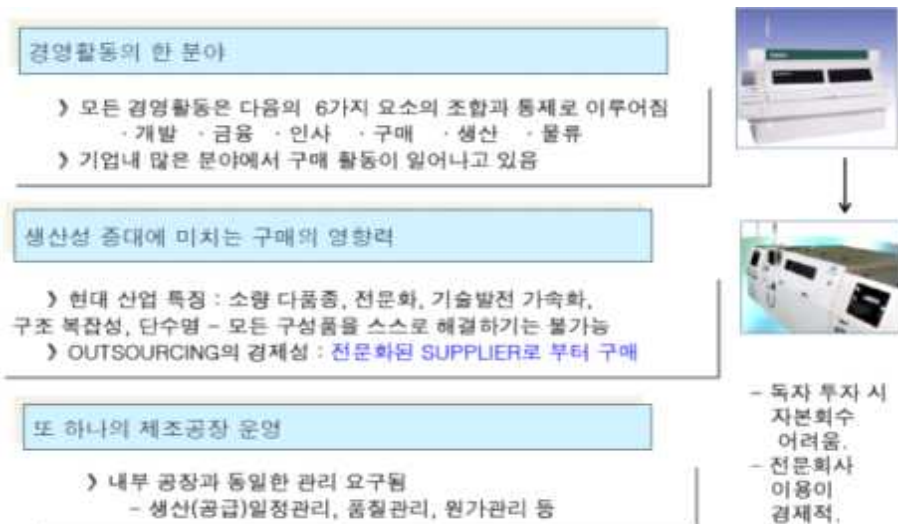 경영활동의 한 분야
》 모든 경영활동은 다음의 6가지 요소의 조합과 통제로 이루어짐
· 개발 · 금융 · 인사 · 구매 · 생산 · 물류
》 기업내 많은 분야에서 구매 활동이 일어나고 있음
생산성 증대에 미치는 구매의 영향력
》 현대 산업 특징 : 소량 다품종, 전문화, 기술발전 가속화,
구조 복잡성, 단수명 – 모든 구성품을 스스로 해결하기는 불가능
》 OUTSOURCING의 경제성 : 전문화된 SUPPLIER로 부터 구매
또 하나의 제조공장 운영
》 내부 공장과 동일한 관리 요구됨
– 생산(공급)일정관리, 품질관리, 원가관리 등
– 독자 투자 시
자본회수
어려움.
– 전문회사
이용이
경제적.